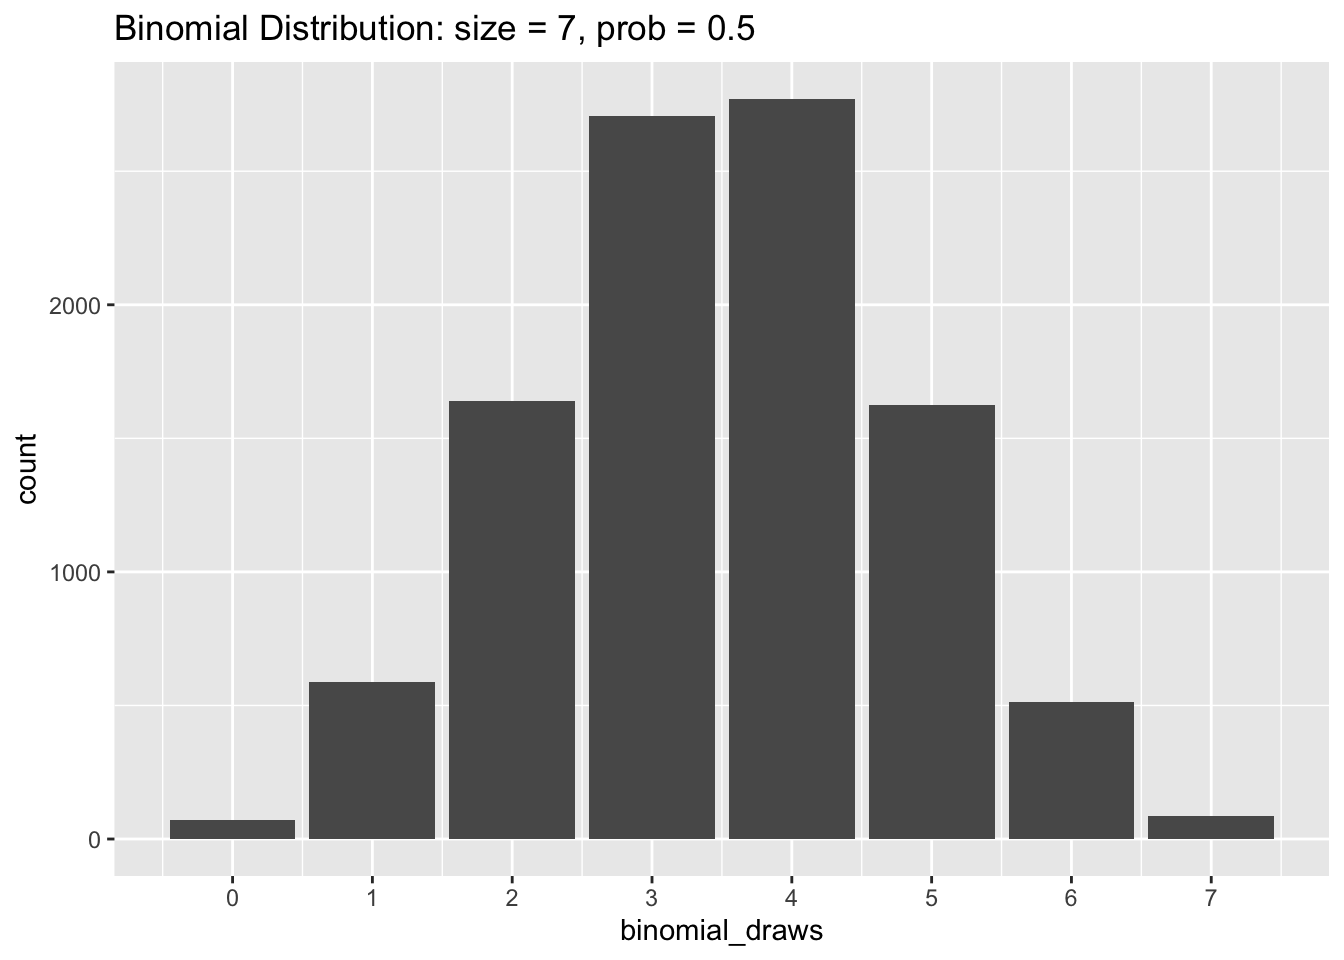 Binomial Distribution: size = 7, prob = 0.5
count
2000
1000
0
0 1 2 3 4 5 6 7
binomial_draws